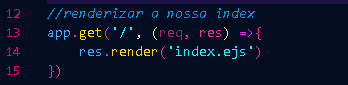 12 //renderizar a nossa index
13 app.get('/', (req, res) =>{
14     res.render('index.ejs')
15 })